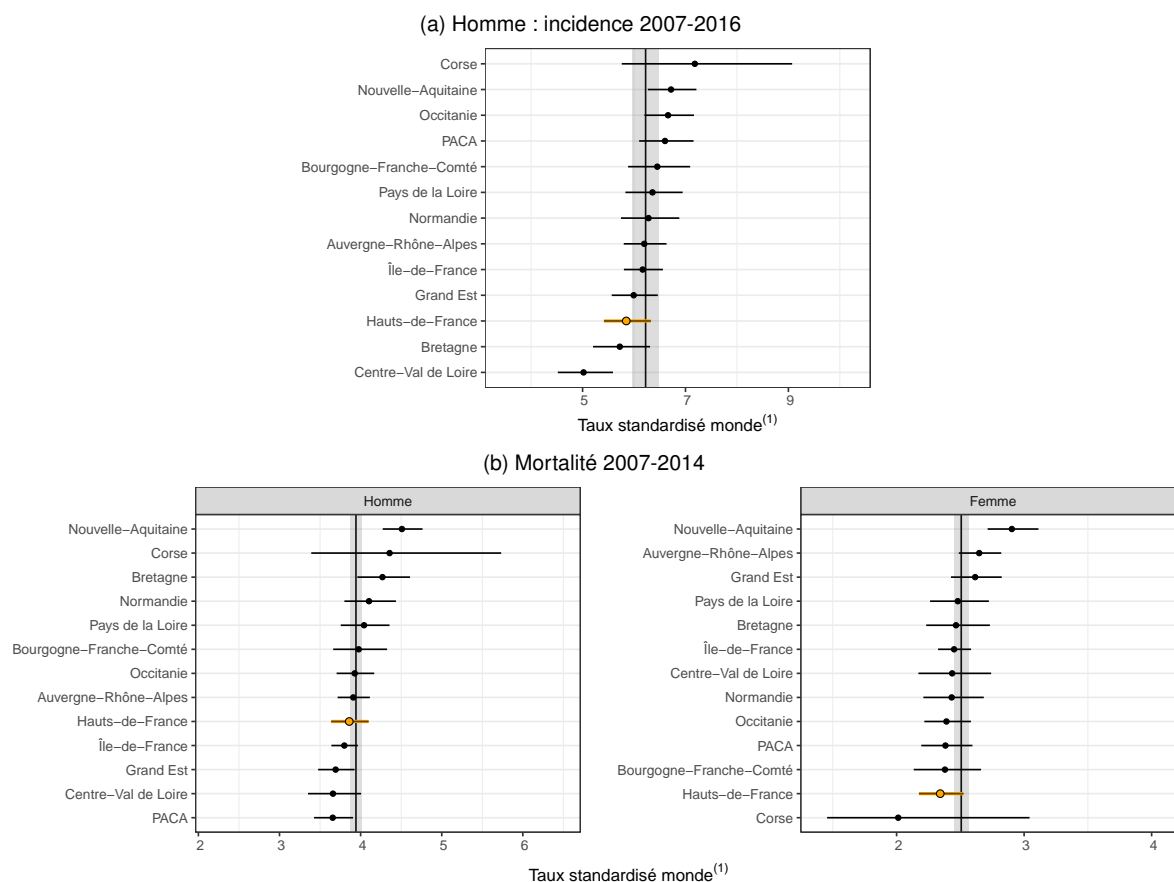 (a) Homme : incidence 2007-2016
Corse
Nouvelle−Aquitaine
Occitanie
PACA
Bourgogne−Franche−Comté
Pays de la Loire
Normandie
Auvergne−Rhône−Alpes
Île−de−France
Grand Est
Hauts−de−France
Bretagne
Centre−Val de Loire
5 7 9
Taux standardisé monde(1)
(b) Mortalité 2007-2014
Homme
Nouvelle−Aquitaine
Corse
Bretagne
Normandie
Pays de la Loire
Bourgogne−Franche−Comté
Occitanie
Auvergne−Rhône−Alpes
Hauts−de−France
Île−de−France
Grand Est
Centre−Val de Loire
PACA
2 3 4 5 6
Femme
Nouvelle−Aquitaine
Auvergne−Rhône−Alpes
Grand Est
Pays de la Loire
Bretagne
Île−de−France
Centre−Val de Loire
Normandie
Occitanie
PACA
Bourgogne−Franche−Comté
Hauts−de−France
Corse
2 3 4
Taux standardisé monde(1)